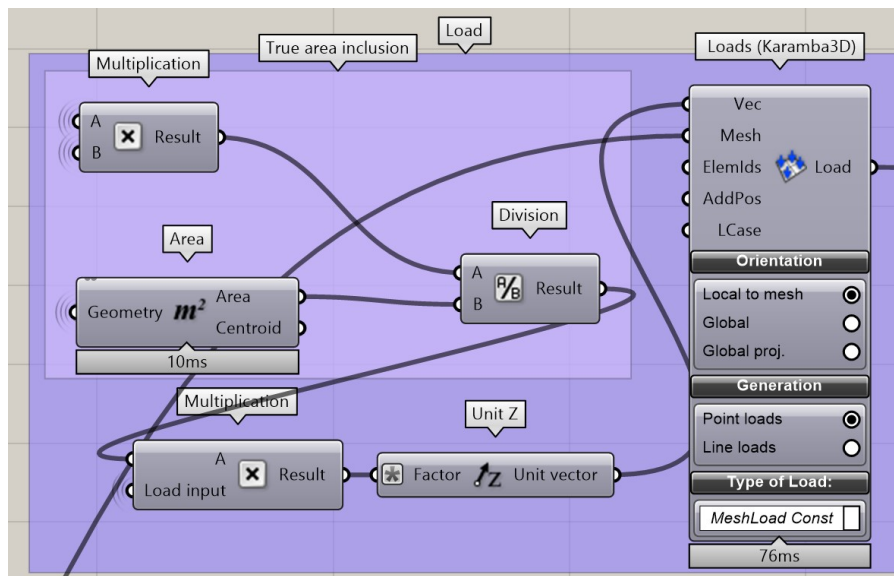 Load
True area inclusion
Loads (Karamba3D)
Multiplication
A
B
Result
Area
Geometry
m²
Area
Centroid
10ms
Division
A
B
A/B
Result
Multiplication
A
Load input
Result
Unit Z
Factor
Z
Unit vector
Vec
Mesh
ElemIds
AddPos
LCase
Load
Orientation
Local to mesh
Global
Global proj.
Generation
Point loads
Line loads
Type of Load:
MeshLoad Const
76ms